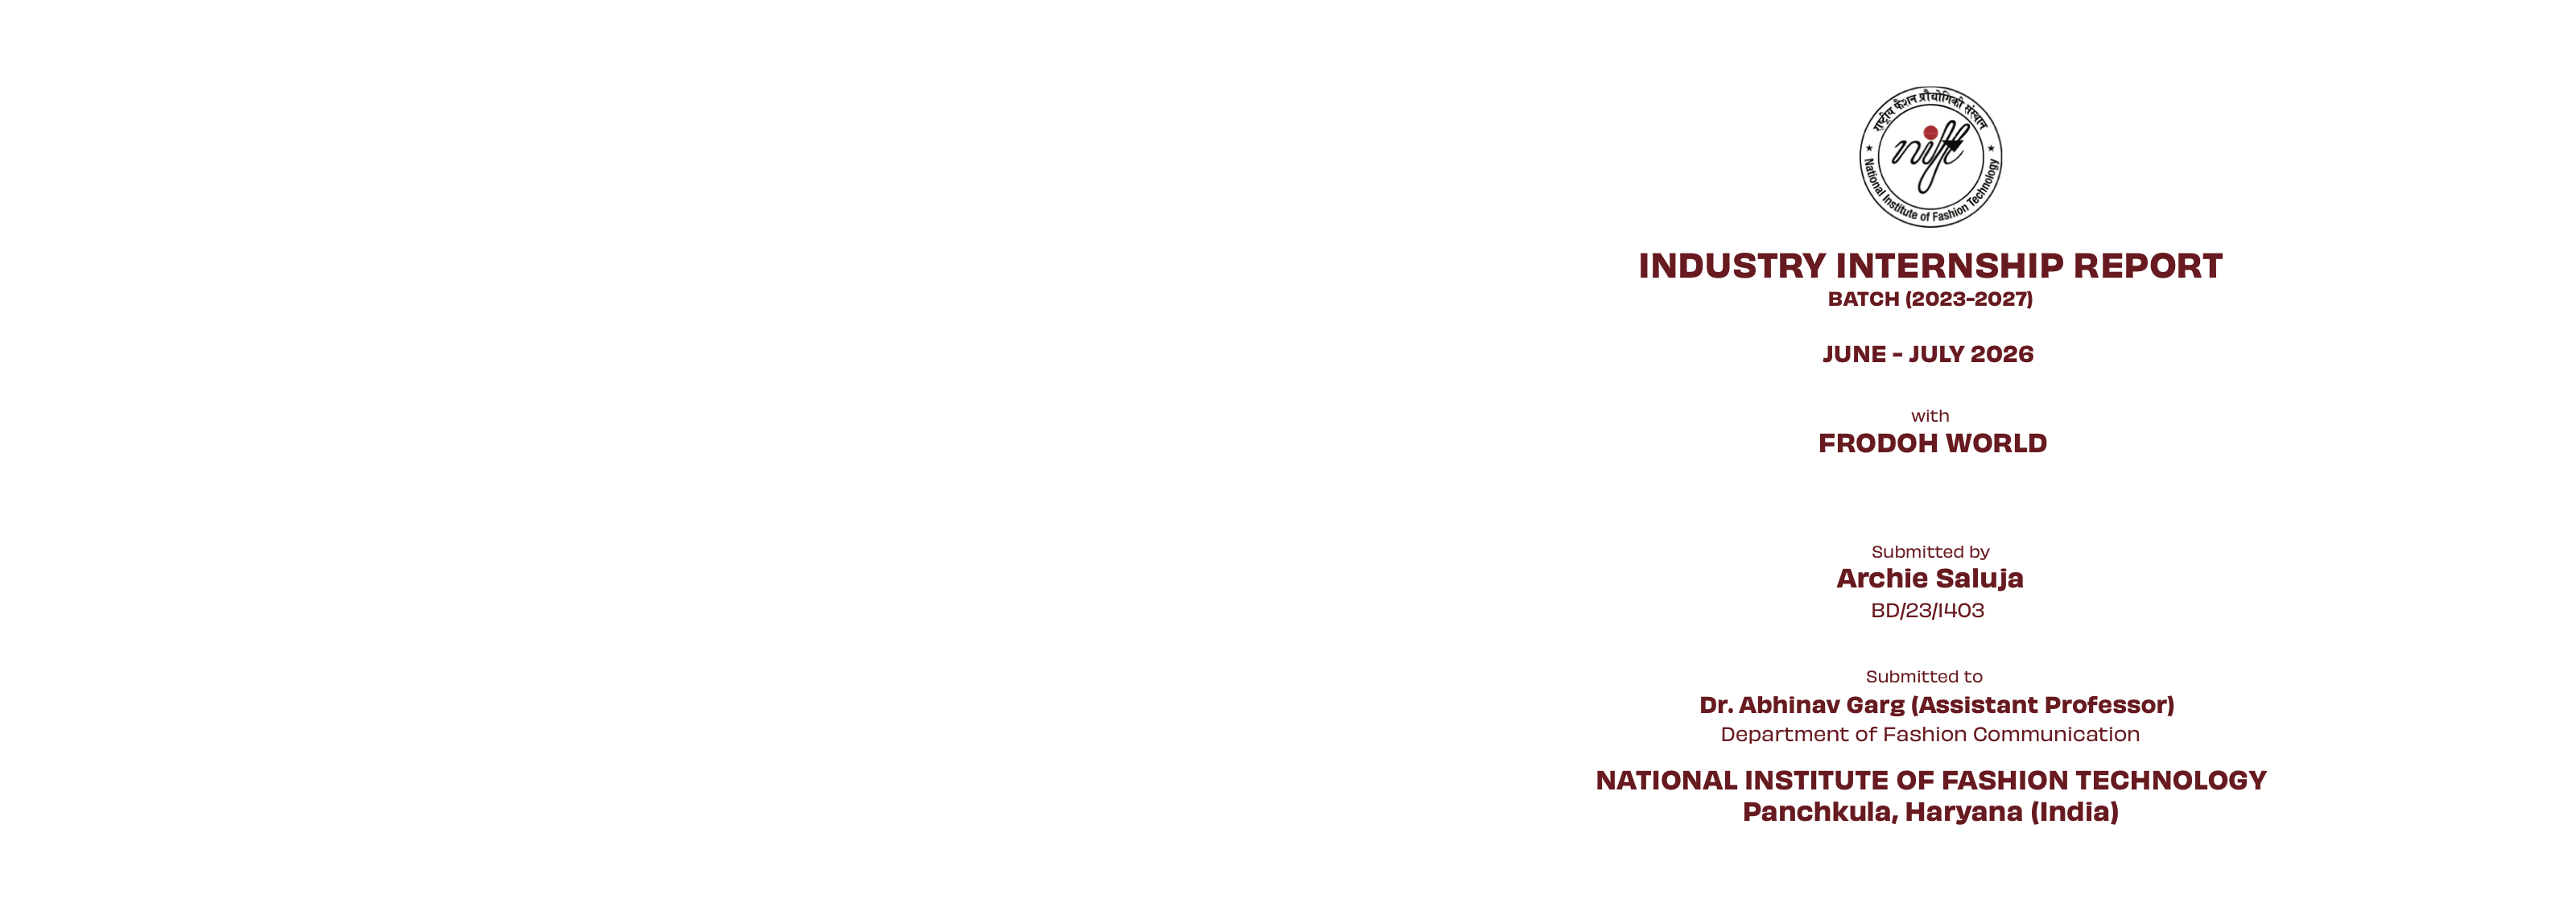 राष्ट्रीय फैशन प्रौद्योगिकी संस्थान
nift
National Institute of Fashion Technology
INDUSTRY INTERNSHIP REPORT
BATCH (2023-2027)
JUNE - JULY 2026
with
FRODOH WORLD
Submitted by
Archie Saluja
BD/23/1403
Submitted to
Dr. Abhinav Garg (Assistant Professor)
Department of Fashion Communication
NATIONAL INSTITUTE OF FASHION TECHNOLOGY
Panchkula, Haryana (India)